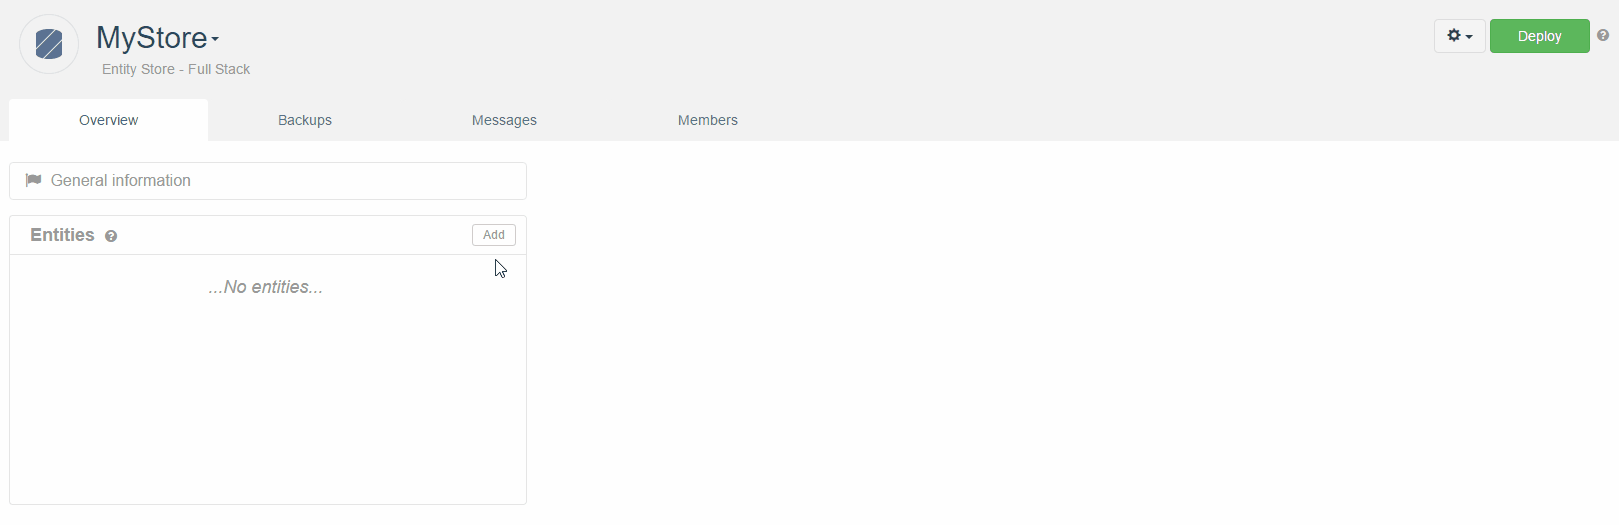 MyStore
Entity Store - Full Stack
Deploy
Overview Backups Messages Members
General information
Entities
Add
...No entities...